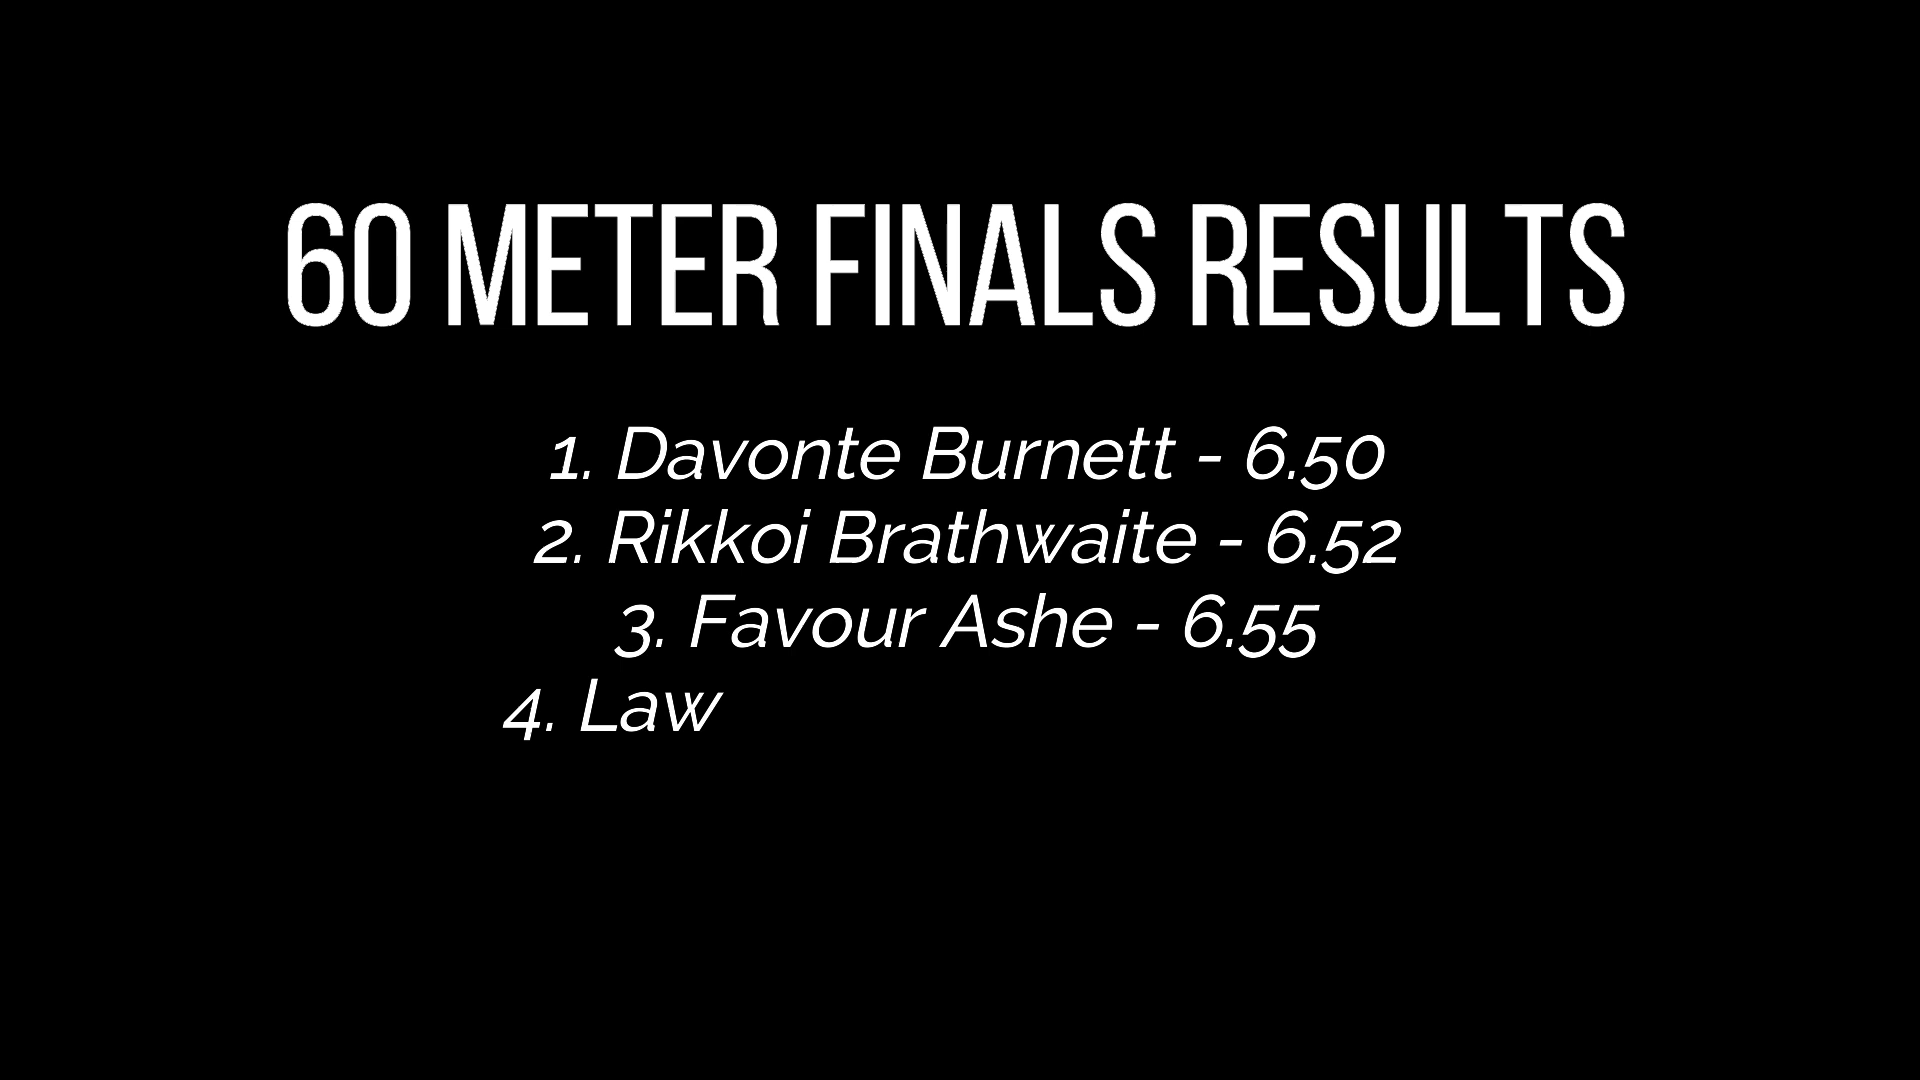 60 METER FINALS RESULTS
1. Davonte Burnett - 6.50
2. Rikkoi Brathwaite - 6.52
3. Favour Ashe - 6.55
4. Law